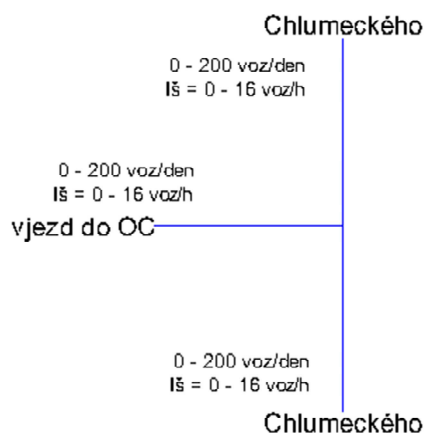 Chlumeckého
0 - 200 voz/den
Iš = 0 - 16 voz/h
0 - 200 voz/den
Iš = 0 - 16 voz/h
vjezd do OC
0 - 200 voz/den
Iš = 0 - 16 voz/h
Chlumeckého